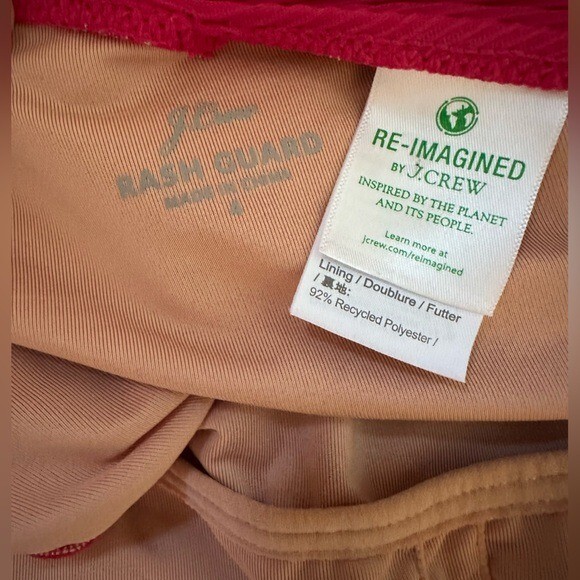 J.Crew
RASH GUARD
MADE IN CHINA
RE-IMAGINED
BY J.CREW
INSPIRED BY THE PLANET
AND ITS PEOPLE.
Learn more at
jcrew.com/reimagined
Lining / Doublure / Futter
/ 裏地:
92% Recycled Polyester /